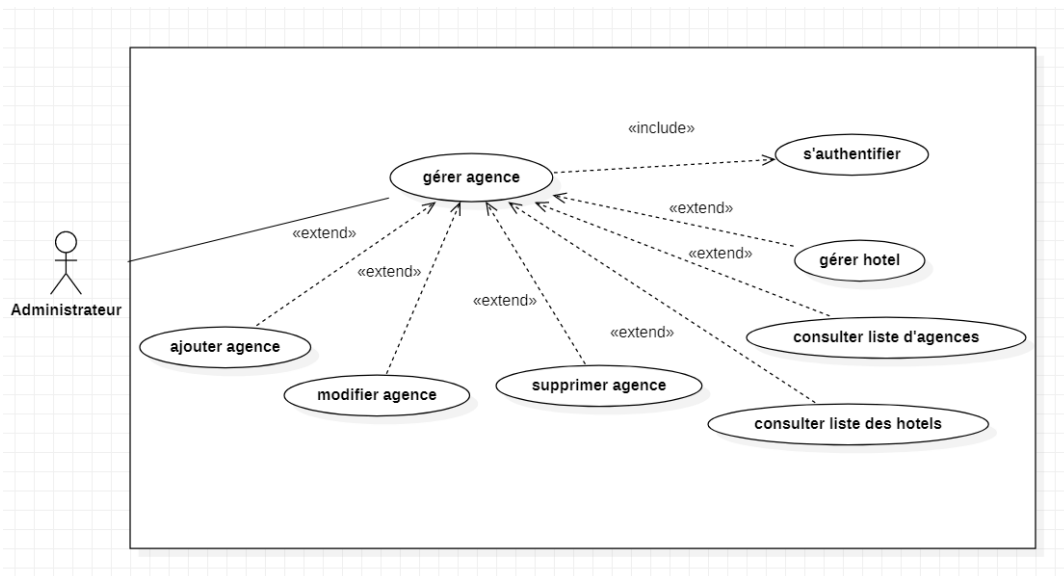 «include»
s'authentifier
gérer agence
«extend»
«extend»
«extend»
gérer hotel
«extend»
Administrateur
«extend»
«extend»
consulter liste d'agences
ajouter agence
supprimer agence
modifier agence
consulter liste des hotels